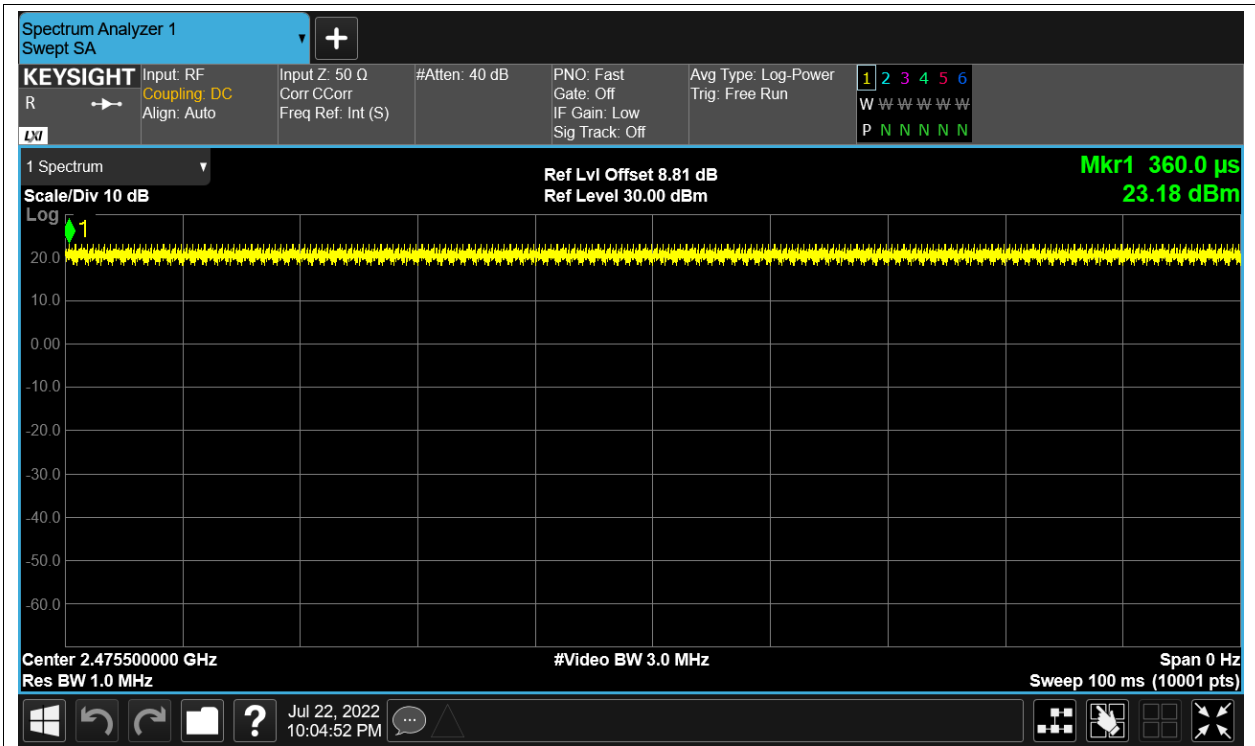 Spectrum Analyzer 1
Swept SA
KEYSIGHT
R
LXI
Input: RF
Coupling: DC
Align: Auto
Input Z: 50 Ω
Corr CCorr
Freq Ref: Int (S)
#Atten: 40 dB
PNO: Fast
Gate: Off
IF Gain: Low
Sig Track: Off
Avg Type: Log-Power
Trig: Free Run
1 2 3 4 5 6
W W W W W W
P N N N N N
1 Spectrum
Scale/Div 10 dB
Ref Lvl Offset 8.81 dB
Ref Level 30.00 dBm
Mkr1 360.0 µs
23.18 dBm
Log
1
20.0
10.0
0.00
-10.0
-20.0
-30.0
-40.0
-50.0
-60.0
Center 2.475500000 GHz
#Video BW 3.0 MHz
Span 0 Hz
Res BW 1.0 MHz
Sweep 100 ms (10001 pts)
?
Jul 22, 2022
10:04:52 PM